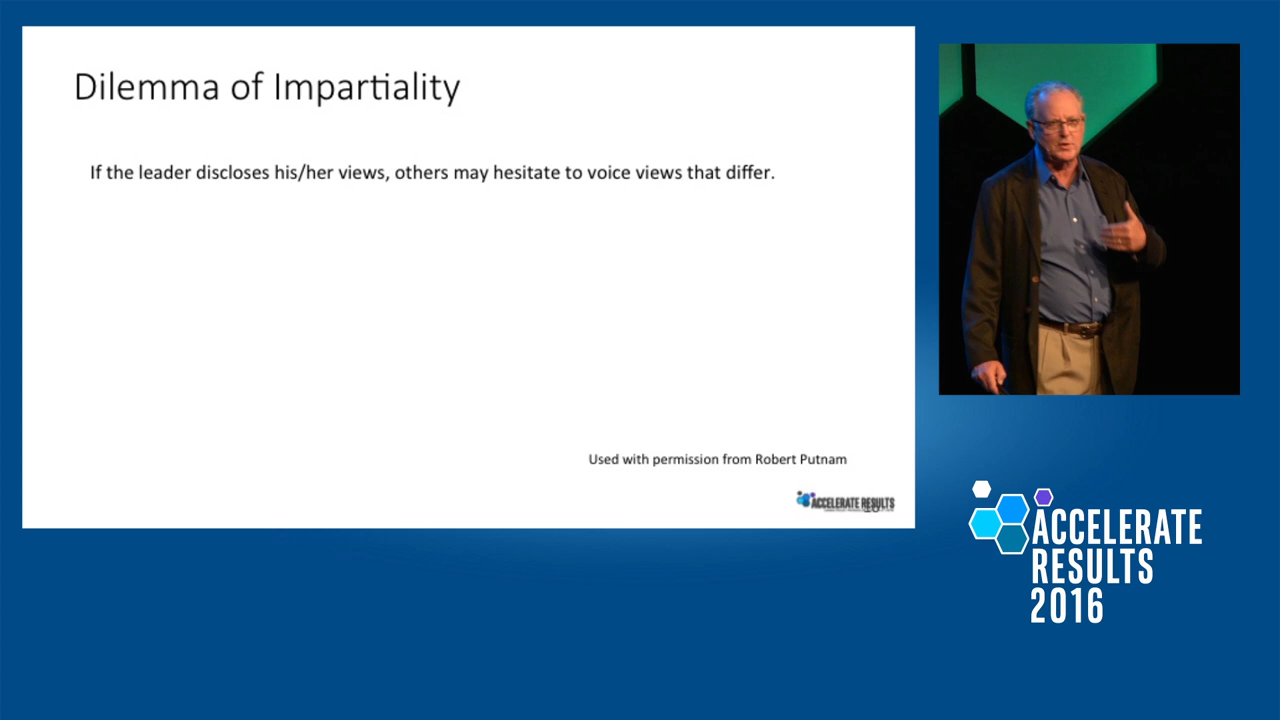 Dilemma of Impartiality
If the leader discloses his/her views, others may hesitate to voice views that differ.
Used with permission from Robert Putnam
ACCELERATE RESULTS
ACCELERATE
RESULTS
2016